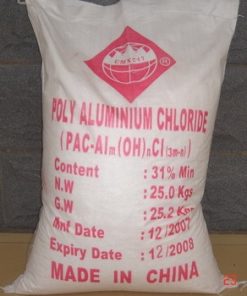 ®
POLY ALUMINIUM CHLORIDE
(PAC-Alm(OH)nCl(3m-n))
Content : 31% Min
N.W : 25.0 Kgs
G.W : 25.2 Kgs
Mnf Date : 12/2007
Expiry Date : 12/2008
MADE IN CHINA